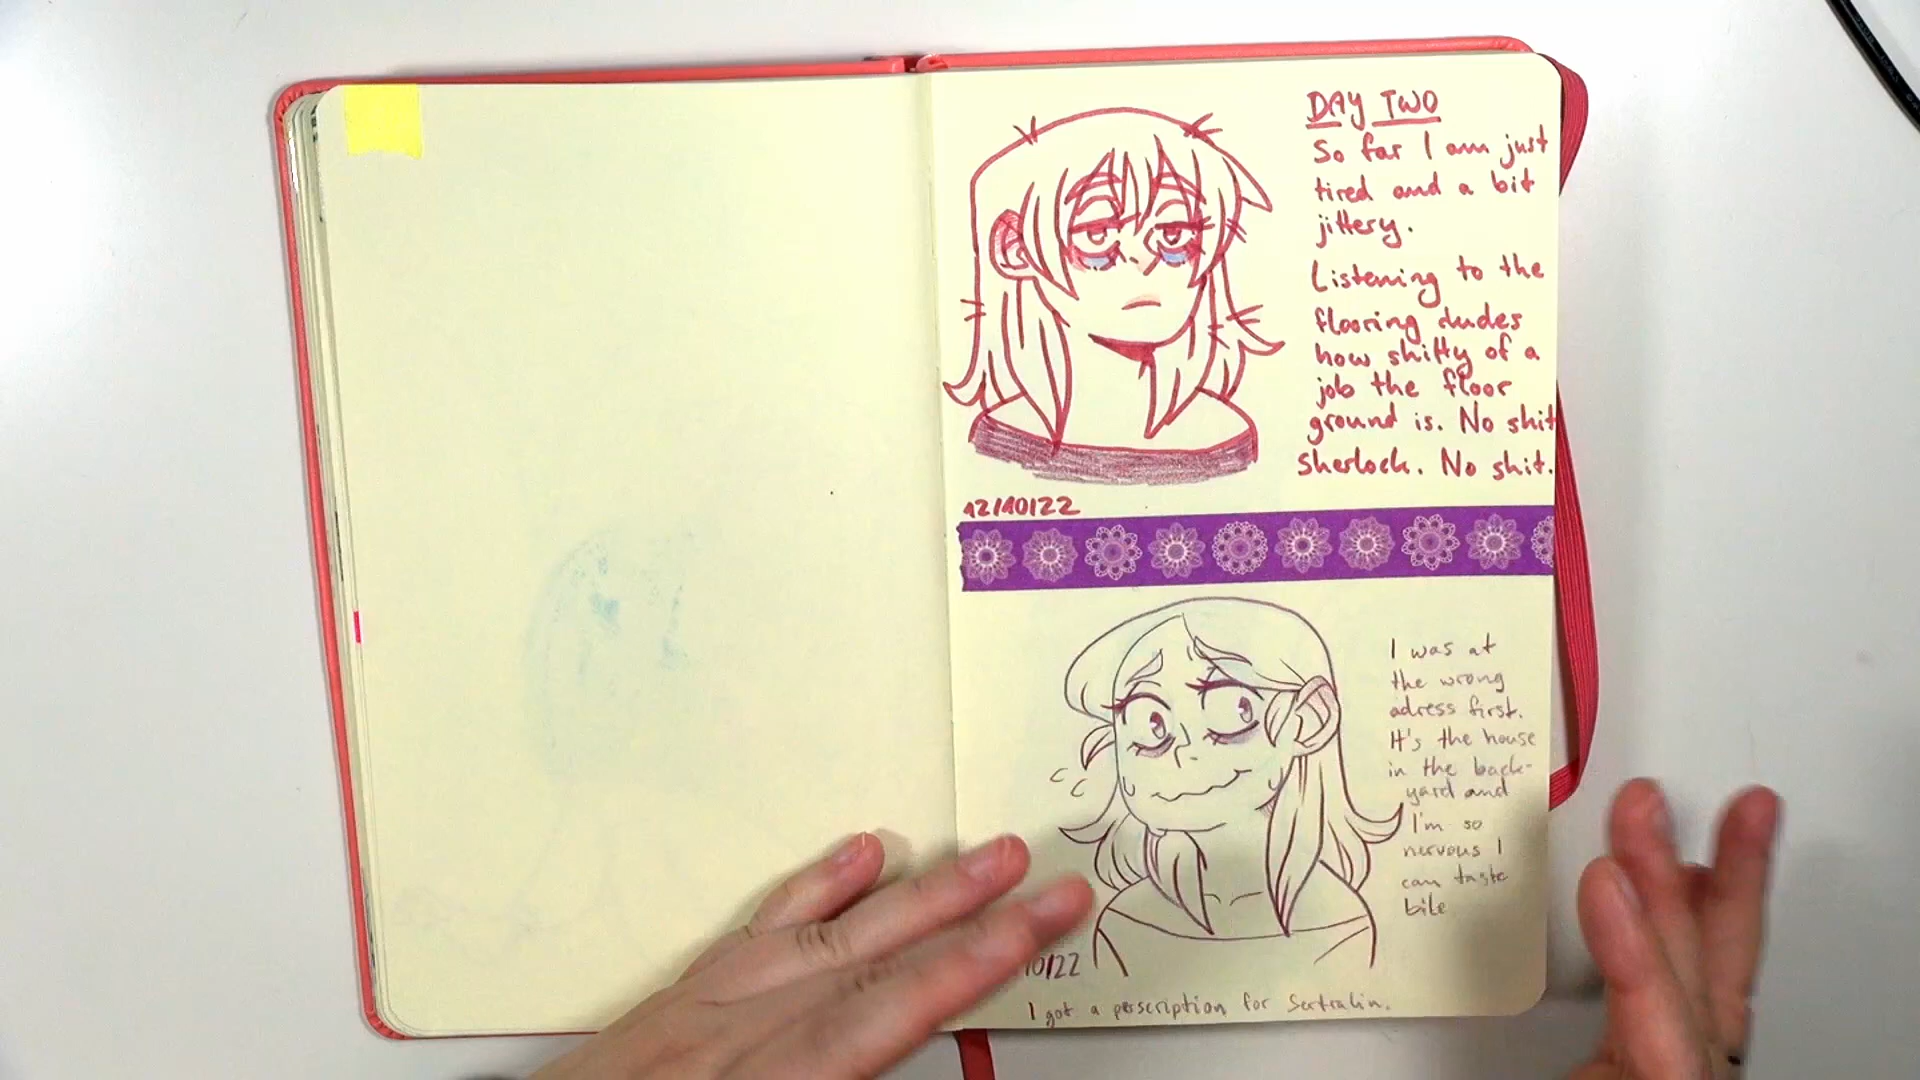 DAY TWO
So far I am just
tired and a bit
jittery.
Listening to the
flooring dudes
how shitty of a
job the floor
ground is. No shit
Sherlock. No shit.
12/10/22
I was at
the wrong
adress first.
It's the house
in the back-
yard and
I'm so
nervous I
can taste
bile
10/22
I got a perscription for Sertralin.